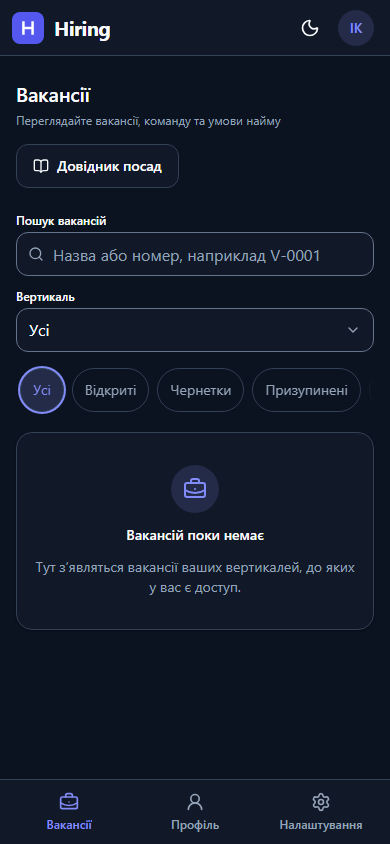 H Hiring
ІК
Вакансії
Переглядайте вакансії, команду та умови найму
Довідник посад
Пошук вакансій
Назва або номер, наприклад V-0001
Вертикаль
Усі
Усі Відкриті Чернетки Призупинені
Вакансій поки немає
Тут з’являться вакансії ваших вертикалей, до яких
у вас є доступ.
Вакансії Профіль Налаштування